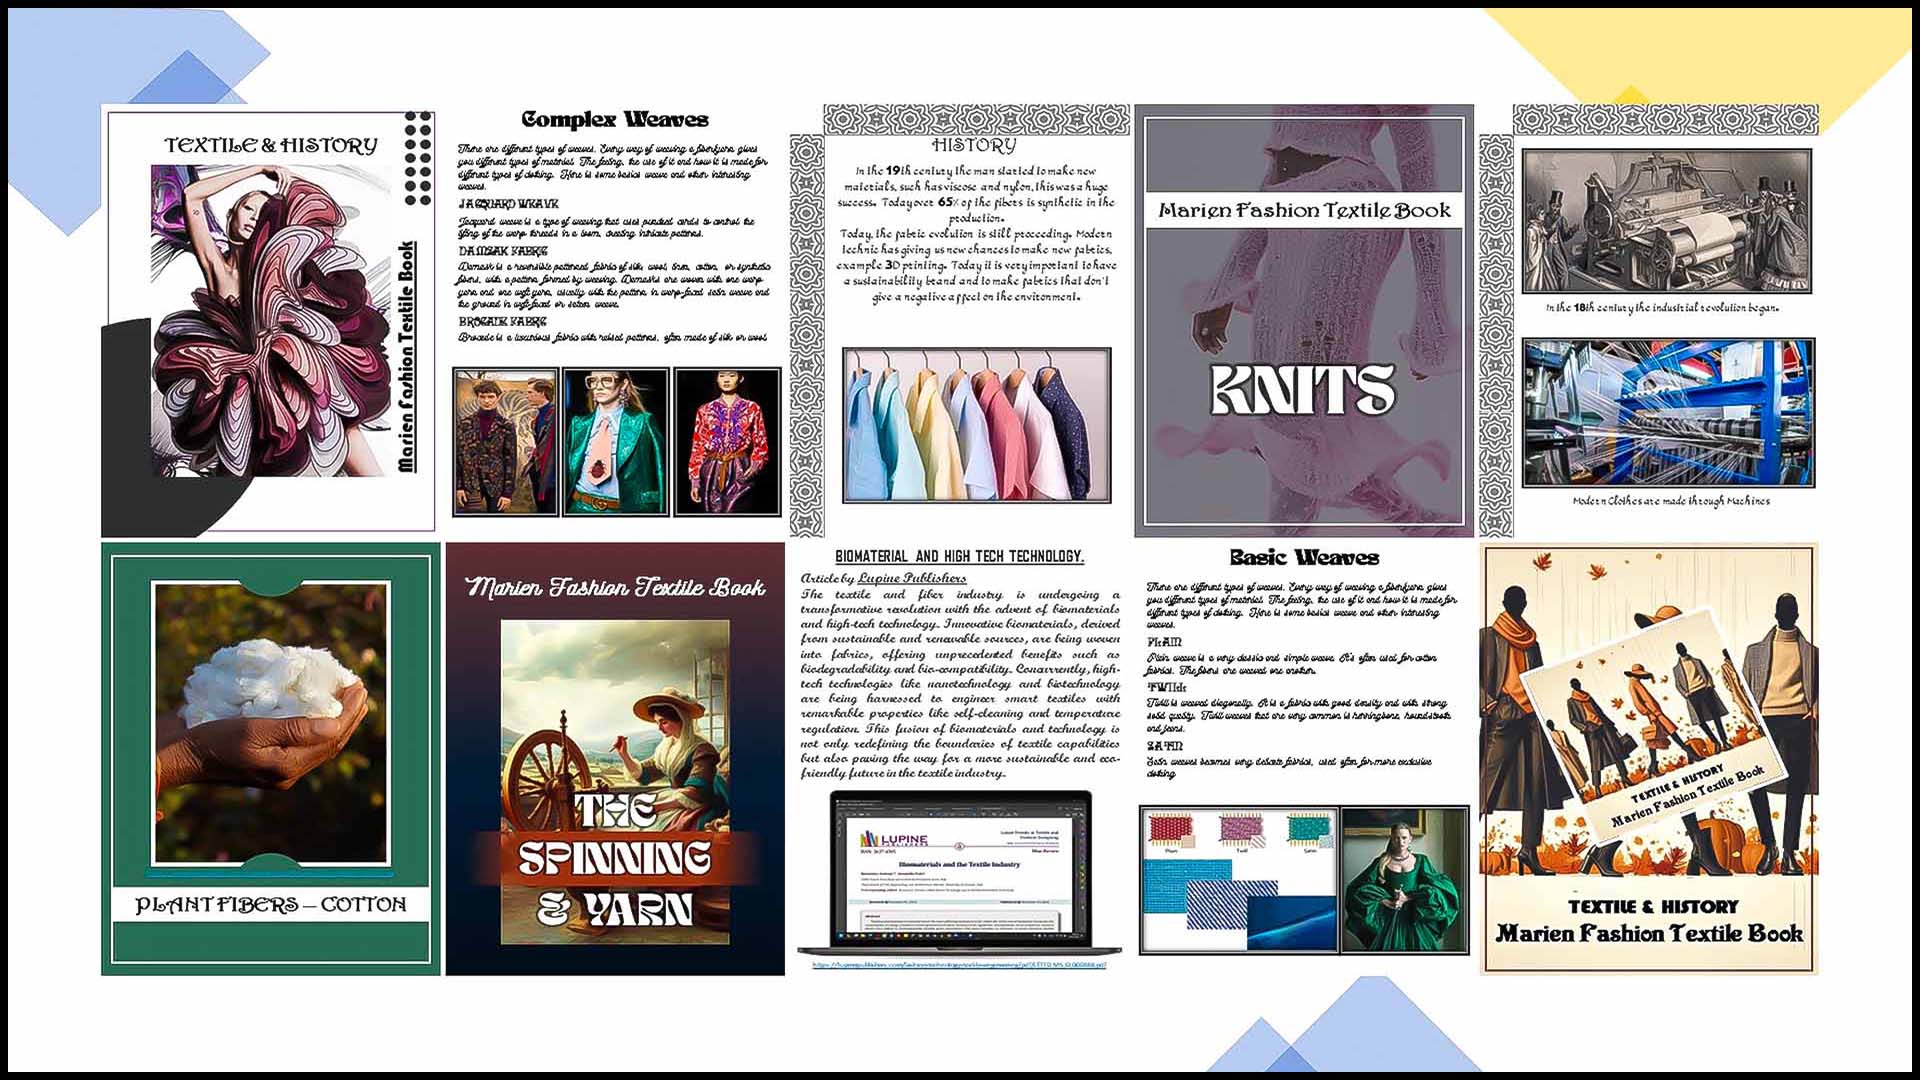 TEXTILE & HISTORY
Marien Fashion Textile Book
Complex Weaves
There are different types of weaves. Every way of weaving a fiber/yarn gives
you different types of material. The feeling, the use of it and how it is made for
different types of cloting. Here is some basics weave and other interesting
weaves.
JACQUARD WEAVE
Jacquard weave is a type of weaving that uses punched cards to control the
lifting of the warp threads in a loom, creating intricate patterns.
DAMASK FABRIC
Damask is a reversible patterned fabric of silk, wool, linen, cotton, or synthetic
fibers, with a pattern formed by weaving. Damasks are woven with one warp
yarn and one weft yarn, usually with the pattern in warp-faced satin weave and
the ground in weft-faced or sateen weave.
BROCADE FABRIC
Brocade is a luxurious fabric with raised patterns, often made of silk or wool
HISTORY
In the 19th century the man started to make new
materials, such has viscose and nylon, this was a huge
success. Today over 65% of the fibers is synthetic in the
production.
Today, the fabric evolution is still proceeding. Modern
technic has giving us new chances to make new fabrics,
example 3D printing. Today it is very important to have
a sustainability brand and to make fabrics that don't
give a negative affect on the environment.
Marien Fashion Textile Book
KNITS
In the 18th century the industrial revolution began.
Modern Clothes are made through Machines
PLANT FIBERS – COTTON
Marien Fashion Textile Book
THE
SPINNING
& YARN
BIOMATERIAL AND HIGH TECH TECHNOLOGY.
Article by Lupine Publishers
The textile and fiber industry is undergoing a
transformative revolution with the advent of biomaterials
and high-tech technology. Innovative biomaterials, derived
from sustainable and renewable sources, are being woven
into fabrics, offering unprecedented benefits such as
biodegradability and bio-compatibility. Concurrently, high-
tech technologies like nanotechnology and biotechnology
are being harnessed to engineer smart textiles with
remarkable properties like self-cleaning and temperature
regulation. This fusion of biomaterials and technology is
not only redefining the boundaries of textile capabilities
but also paving the way for a more sustainable and eco-
friendly future in the textile industry.
LUPINE
Biomaterials and the Textile Industry
Basic Weaves
There are different types of weaves. Every way of weaving a fiber/yarn gives
you different types of material. The feeling, the use of it and how it is made for
different types of cloting. Here is some basics weave and other interesting
weaves.
PLAIN
Plain weave is a very classic and simple weave. It's often used for cotton
fabrics. The fibers are weaved one another.
TWILL
Twill is weaved diagonally. It is a fabric with good density and with strong
solid quality. Twill weaves that are very common is herringbone, houndstooth
and jeans.
SATIN
Satin weaves becomes very delicate fabrics, used often for more exclusive
cloting
Plain
Twill
Satin
TEXTILE & HISTORY
Marien Fashion Textile Book
TEXTILE & HISTORY
Marien Fashion Textile Book